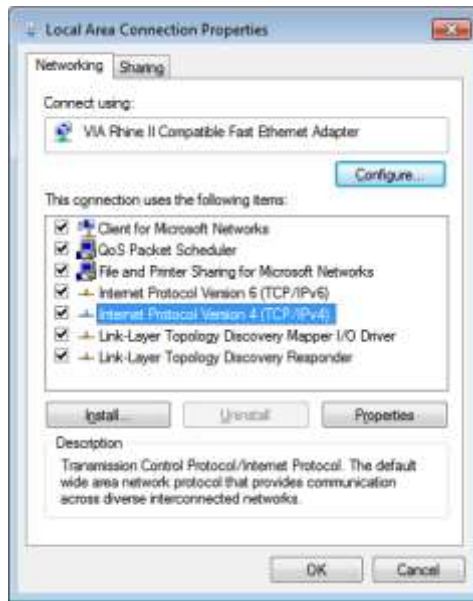 Local Area Connection Properties
Networking Sharing
Connect using:
VIA Rhine II Compatible Fast Ethernet Adapter
Configure...
This connection uses the following items:
Client for Microsoft Networks
QoS Packet Scheduler
File and Printer Sharing for Microsoft Networks
Internet Protocol Version 6 (TCP/IPv6)
Internet Protocol Version 4 (TCP/IPv4)
Link-Layer Topology Discovery Mapper I/O Driver
Link-Layer Topology Discovery Responder
Install... Uninstall Properties
Description
Transmission Control Protocol/Internet Protocol. The default
wide area network protocol that provides communication
across diverse interconnected networks.
OK Cancel